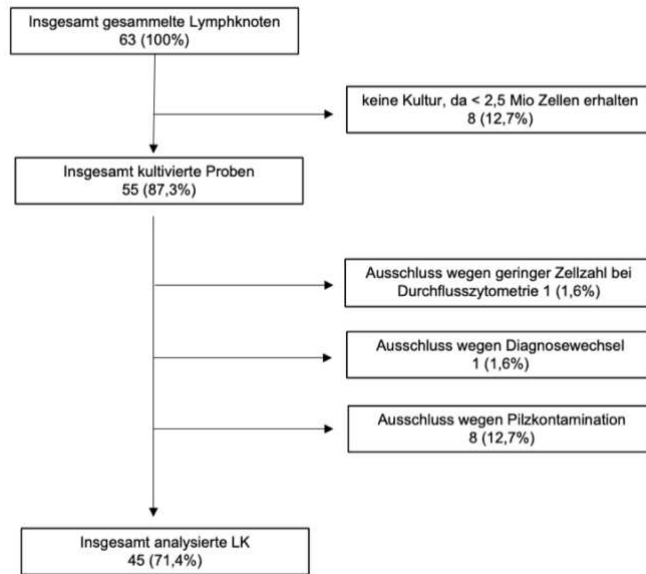 Insgesamt gesammelte Lymphknoten
63 (100%)
keine Kultur, da < 2,5 Mio Zellen erhalten
8 (12,7%)
Insgesamt kultivierte Proben
55 (87,3%)
Ausschluss wegen geringer Zellzahl bei
Durchflusszytometrie 1 (1,6%)
Ausschluss wegen Diagnosewechsel
1 (1,6%)
Ausschluss wegen Pilzkontamination
8 (12,7%)
Insgesamt analysierte LK
45 (71,4%)